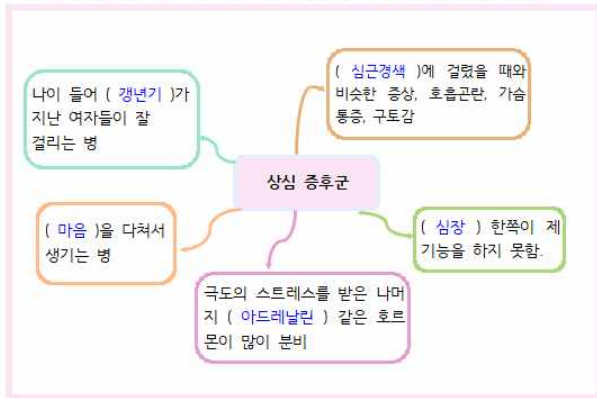 나이 들어 ( 갱년기 )가
지난 여자들이 잘
걸리는 병
( 심근경색 )에 걸렸을 때와
비슷한 증상, 호흡곤란, 가슴
통증, 구토감
상심 증후군
( 마음 )을 다쳐서
생기는 병
( 심장 ) 한쪽이 제
기능을 하지 못함.
극도의 스트레스를 받은 나머
지 ( 아드레날린 ) 같은 호르
몬이 많이 분비